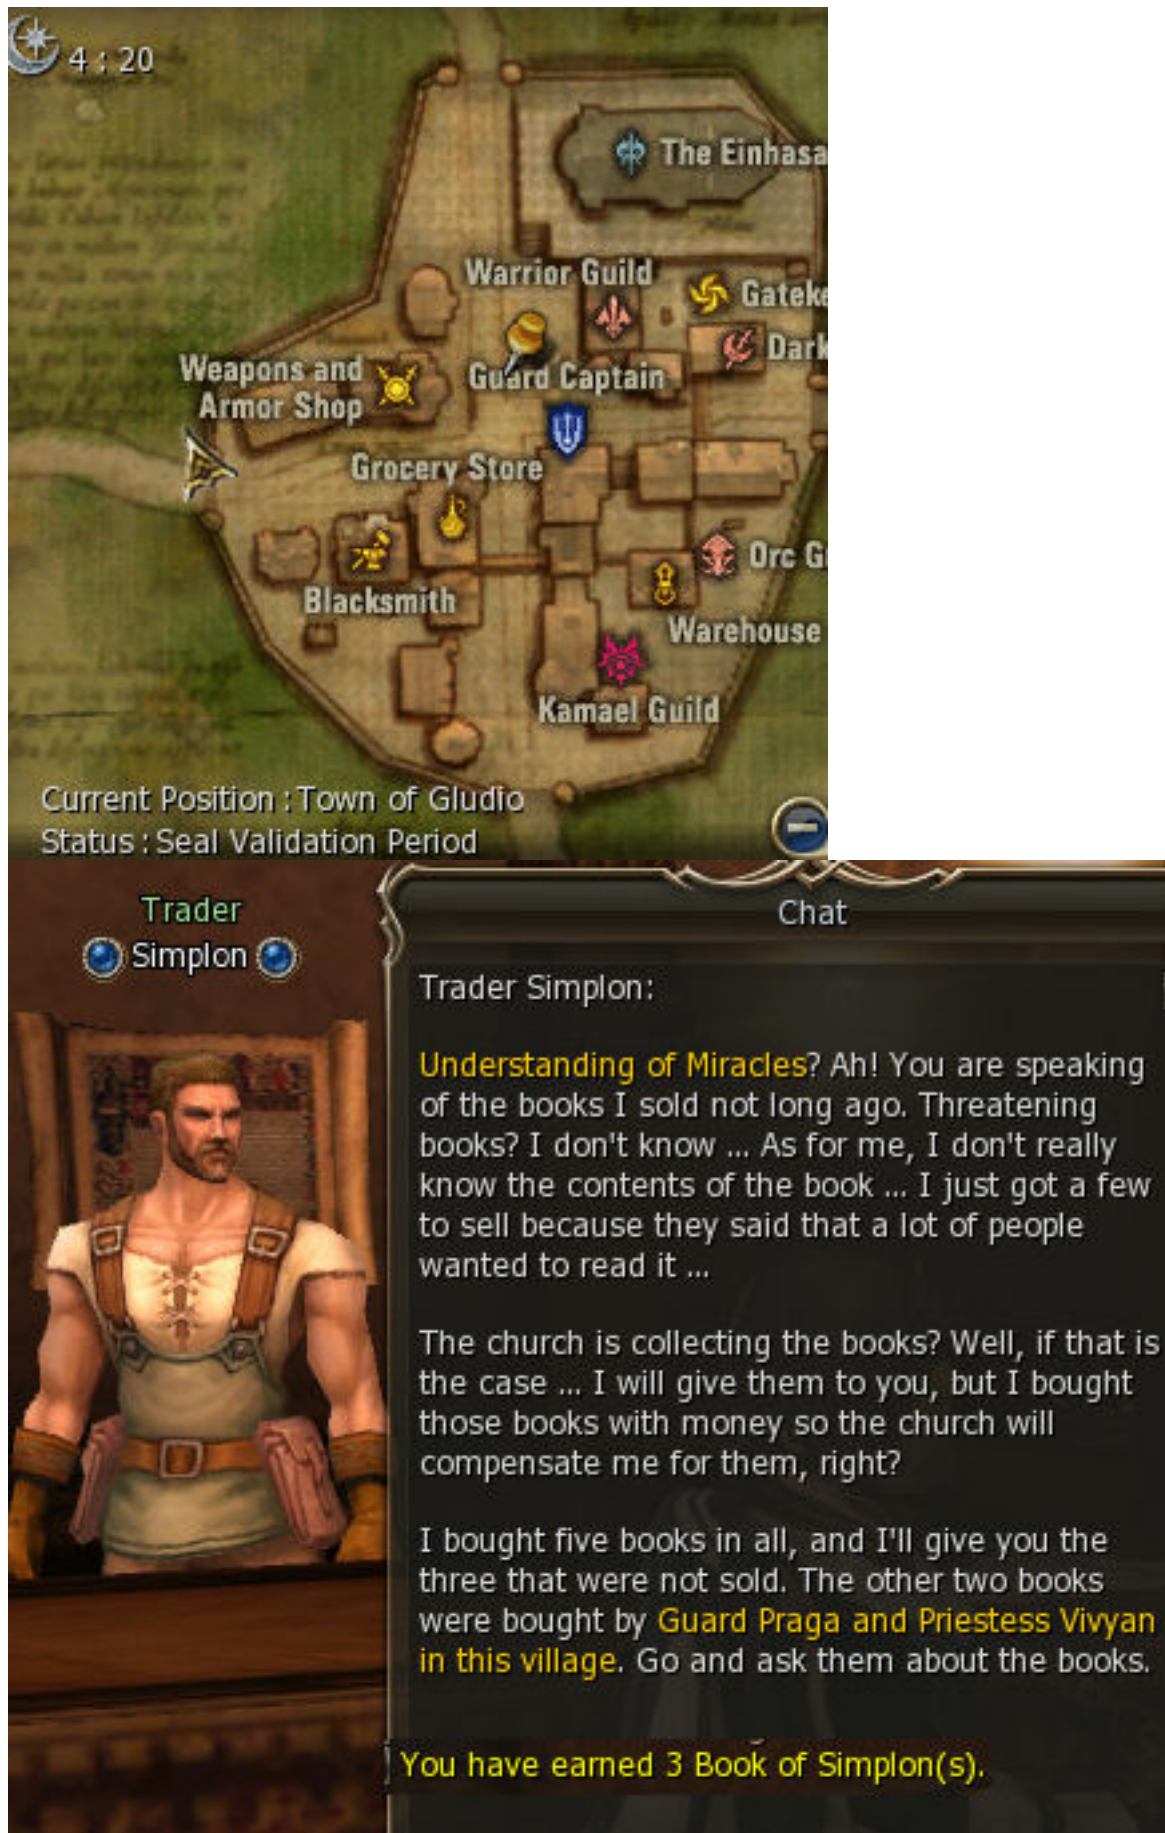 4 : 20
The Einhasa
Warrior Guild
Gateke
Dark
Guard Captain
Weapons and
Armor Shop
Grocery Store
Orc G
Blacksmith
Warehouse
Kamael Guild
Current Position : Town of Gludio
Status : Seal Validation Period
Trader
Simplon
Chat
Trader Simplon:
Understanding of Miracles? Ah! You are speaking
of the books I sold not long ago. Threatening
books? I don't know ... As for me, I don't really
know the contents of the book ... I just got a few
to sell because they said that a lot of people
wanted to read it ...
The church is collecting the books? Well, if that is
the case ... I will give them to you, but I bought
those books with money so the church will
compensate me for them, right?
I bought five books in all, and I'll give you the
three that were not sold. The other two books
were bought by Guard Praga and Priestess Vivyan
in this village. Go and ask them about the books.
You have earned 3 Book of Simplon(s).